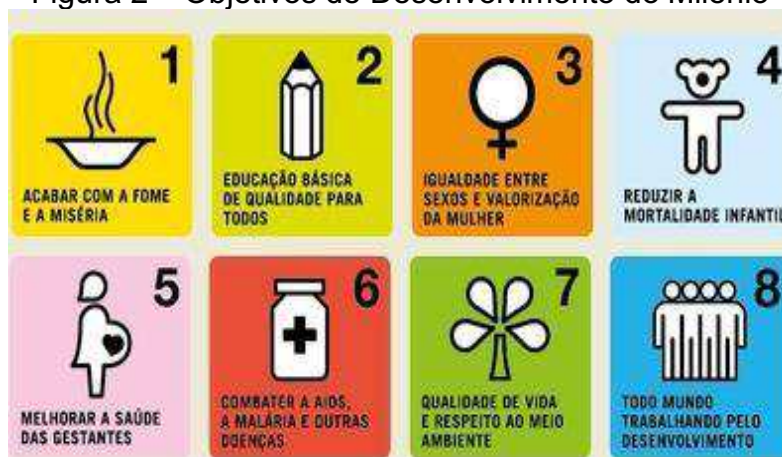 Figura 2 – Objetivos do Desenvolvimento do Milênio
1
ACABAR COM A FOME
E A MISÉRIA
2
EDUCAÇÃO BÁSICA
DE QUALIDADE PARA
TODOS
3
IGUALDADE ENTRE
SEXOS E VALORIZAÇÃO
DA MULHER
4
REDUZIR A
MORTALIDADE INFANTIL
5
MELHORAR A SAÚDE
DAS GESTANTES
6
COMBATER A AIDS,
A MALÁRIA E OUTRAS
DOENÇAS
7
QUALIDADE DE VIDA
E RESPEITO AO MEIO
AMBIENTE
8
TODO MUNDO
TRABALHANDO PELO
DESENVOLVIMENTO